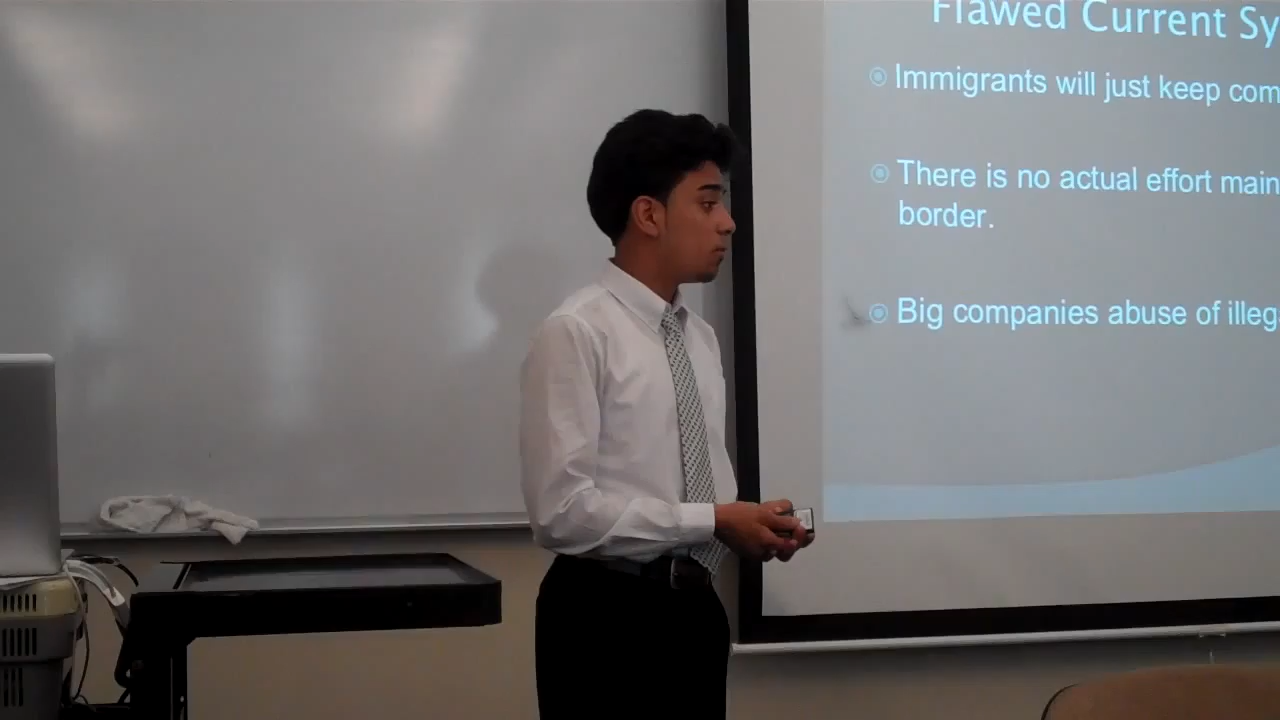 Flawed Current Sy
Immigrants will just keep com
There is no actual effort main
border.
Big companies abuse of illeg